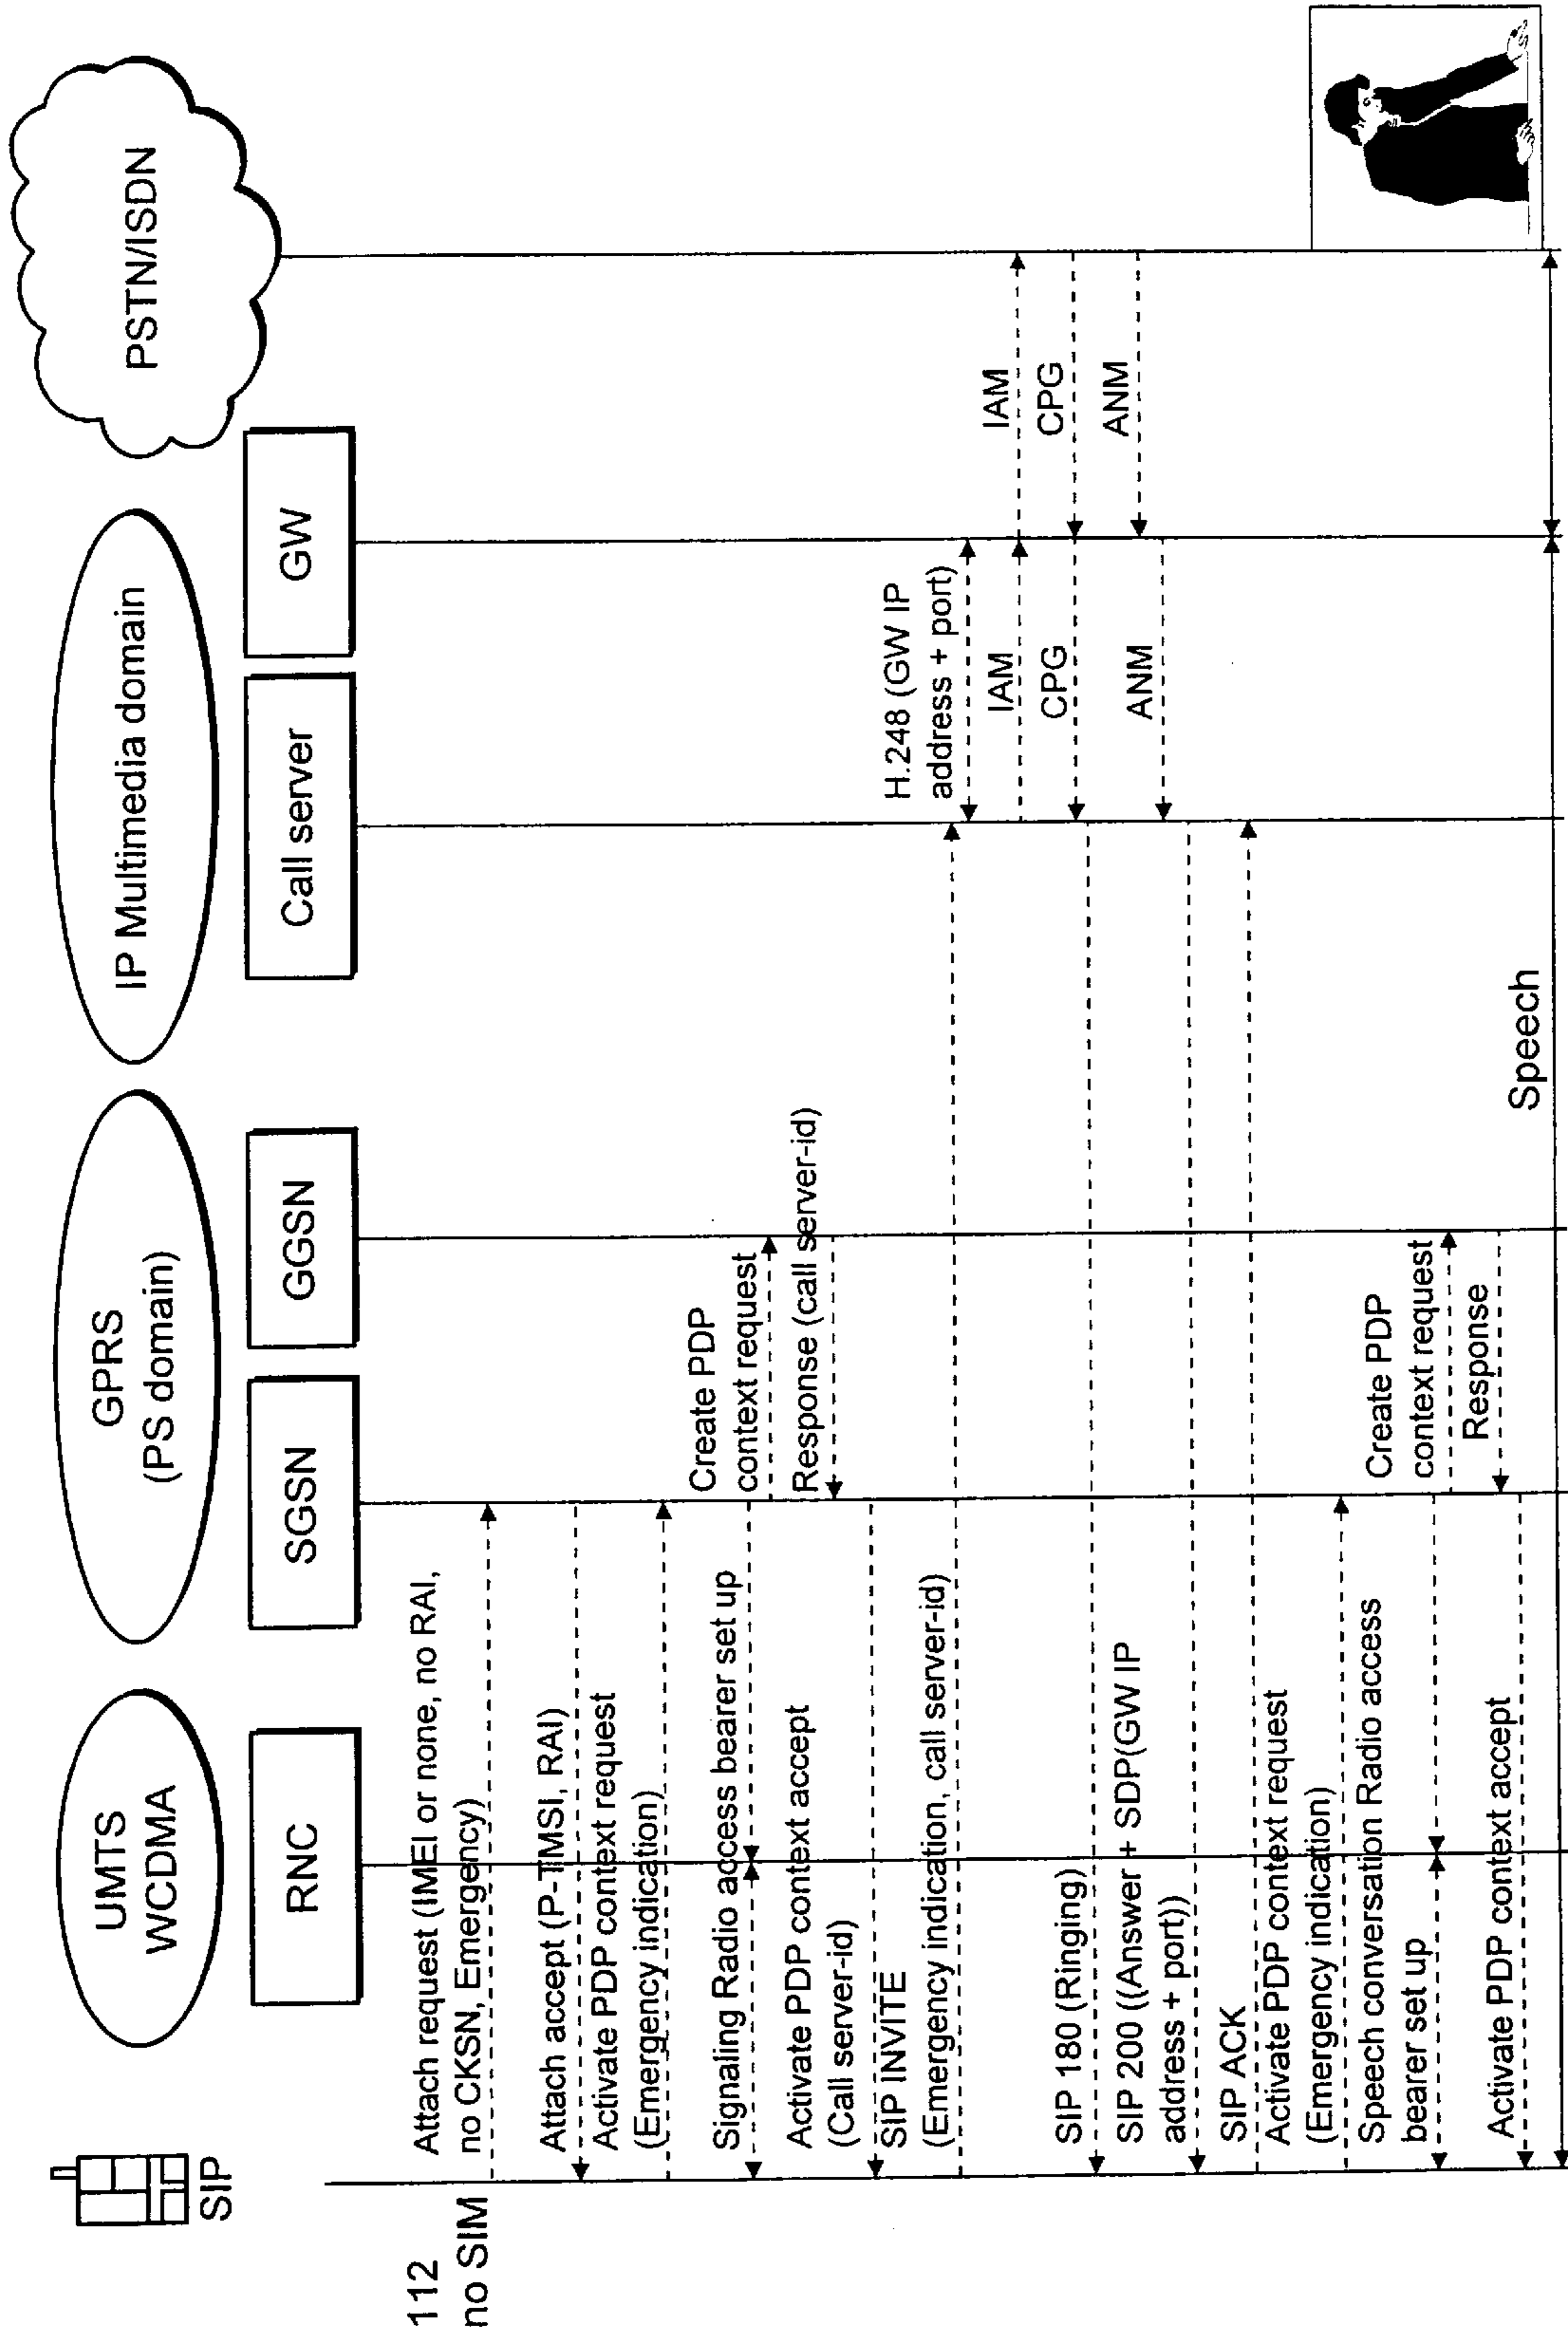 SIP
UMTS
WCDMA
GPRS
(PS domain)
IP Multimedia domain
PSTN/ISDN
RNC
SGSN
GGSN
Call server
GW
112
no SIM
Attach request (IMEI or none, no RAI,
no CKSN, Emergency)
Attach accept (P-TMSI, RAI)
Activate PDP context request
(Emergency indication)
Signaling Radio access bearer set up
Create PDP
context request
Response (call server-id)
Activate PDP context accept
(Call server-id)
SIP INVITE
(Emergency indication, call server-id)
H.248 (GW IP
address + port)
IAM
IAM
CPG
CPG
ANM
ANM
SIP 180 (Ringing)
SIP 200 ((Answer + SDP(GW IP
address + port))
SIP ACK
Activate PDP context request
(Emergency indication)
Speech conversation Radio access
bearer set up
Create PDP
context request
Response
Activate PDP context accept
Speech